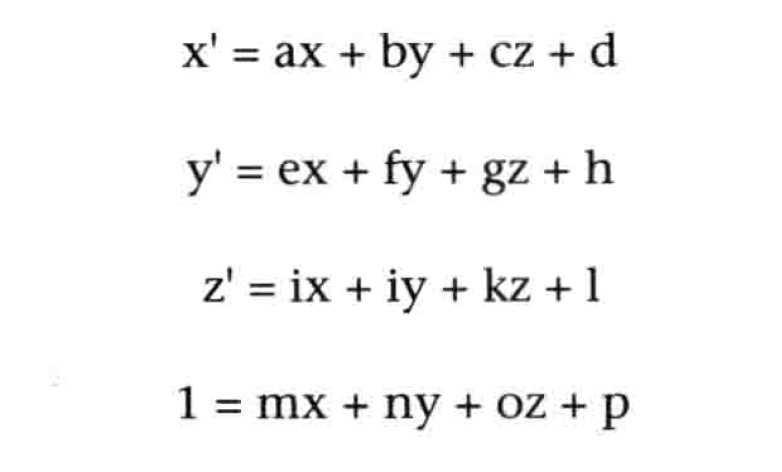 x' = ax + by + cz + d
y' = ex + fy + gz + h
z' = ix + iy + kz + l
1 = mx + ny + oz + p